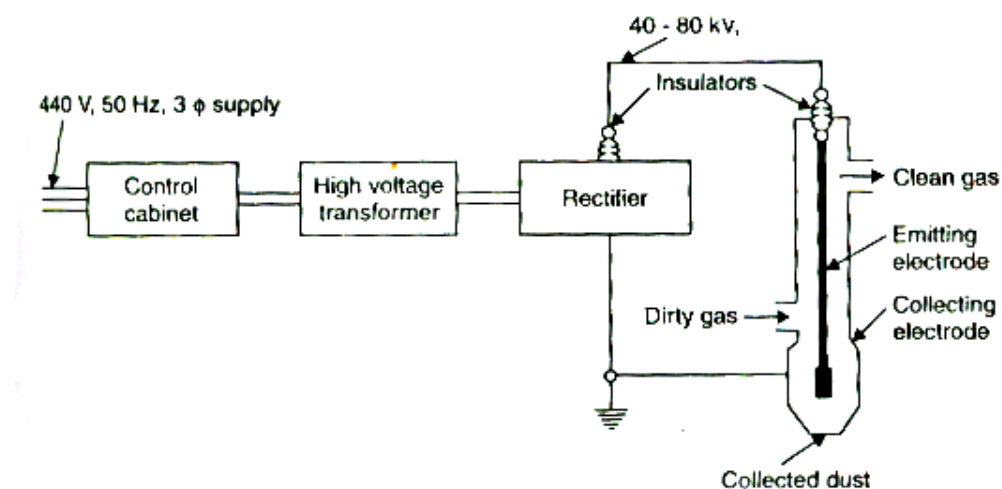 40 - 80 kV,
Insulators
440 V, 50 Hz, 3 ϕ supply
Control
cabinet
High voltage
transformer
Rectifier
Clean gas
Emitting
electrode
Dirty gas
Collecting
electrode
Collected dust